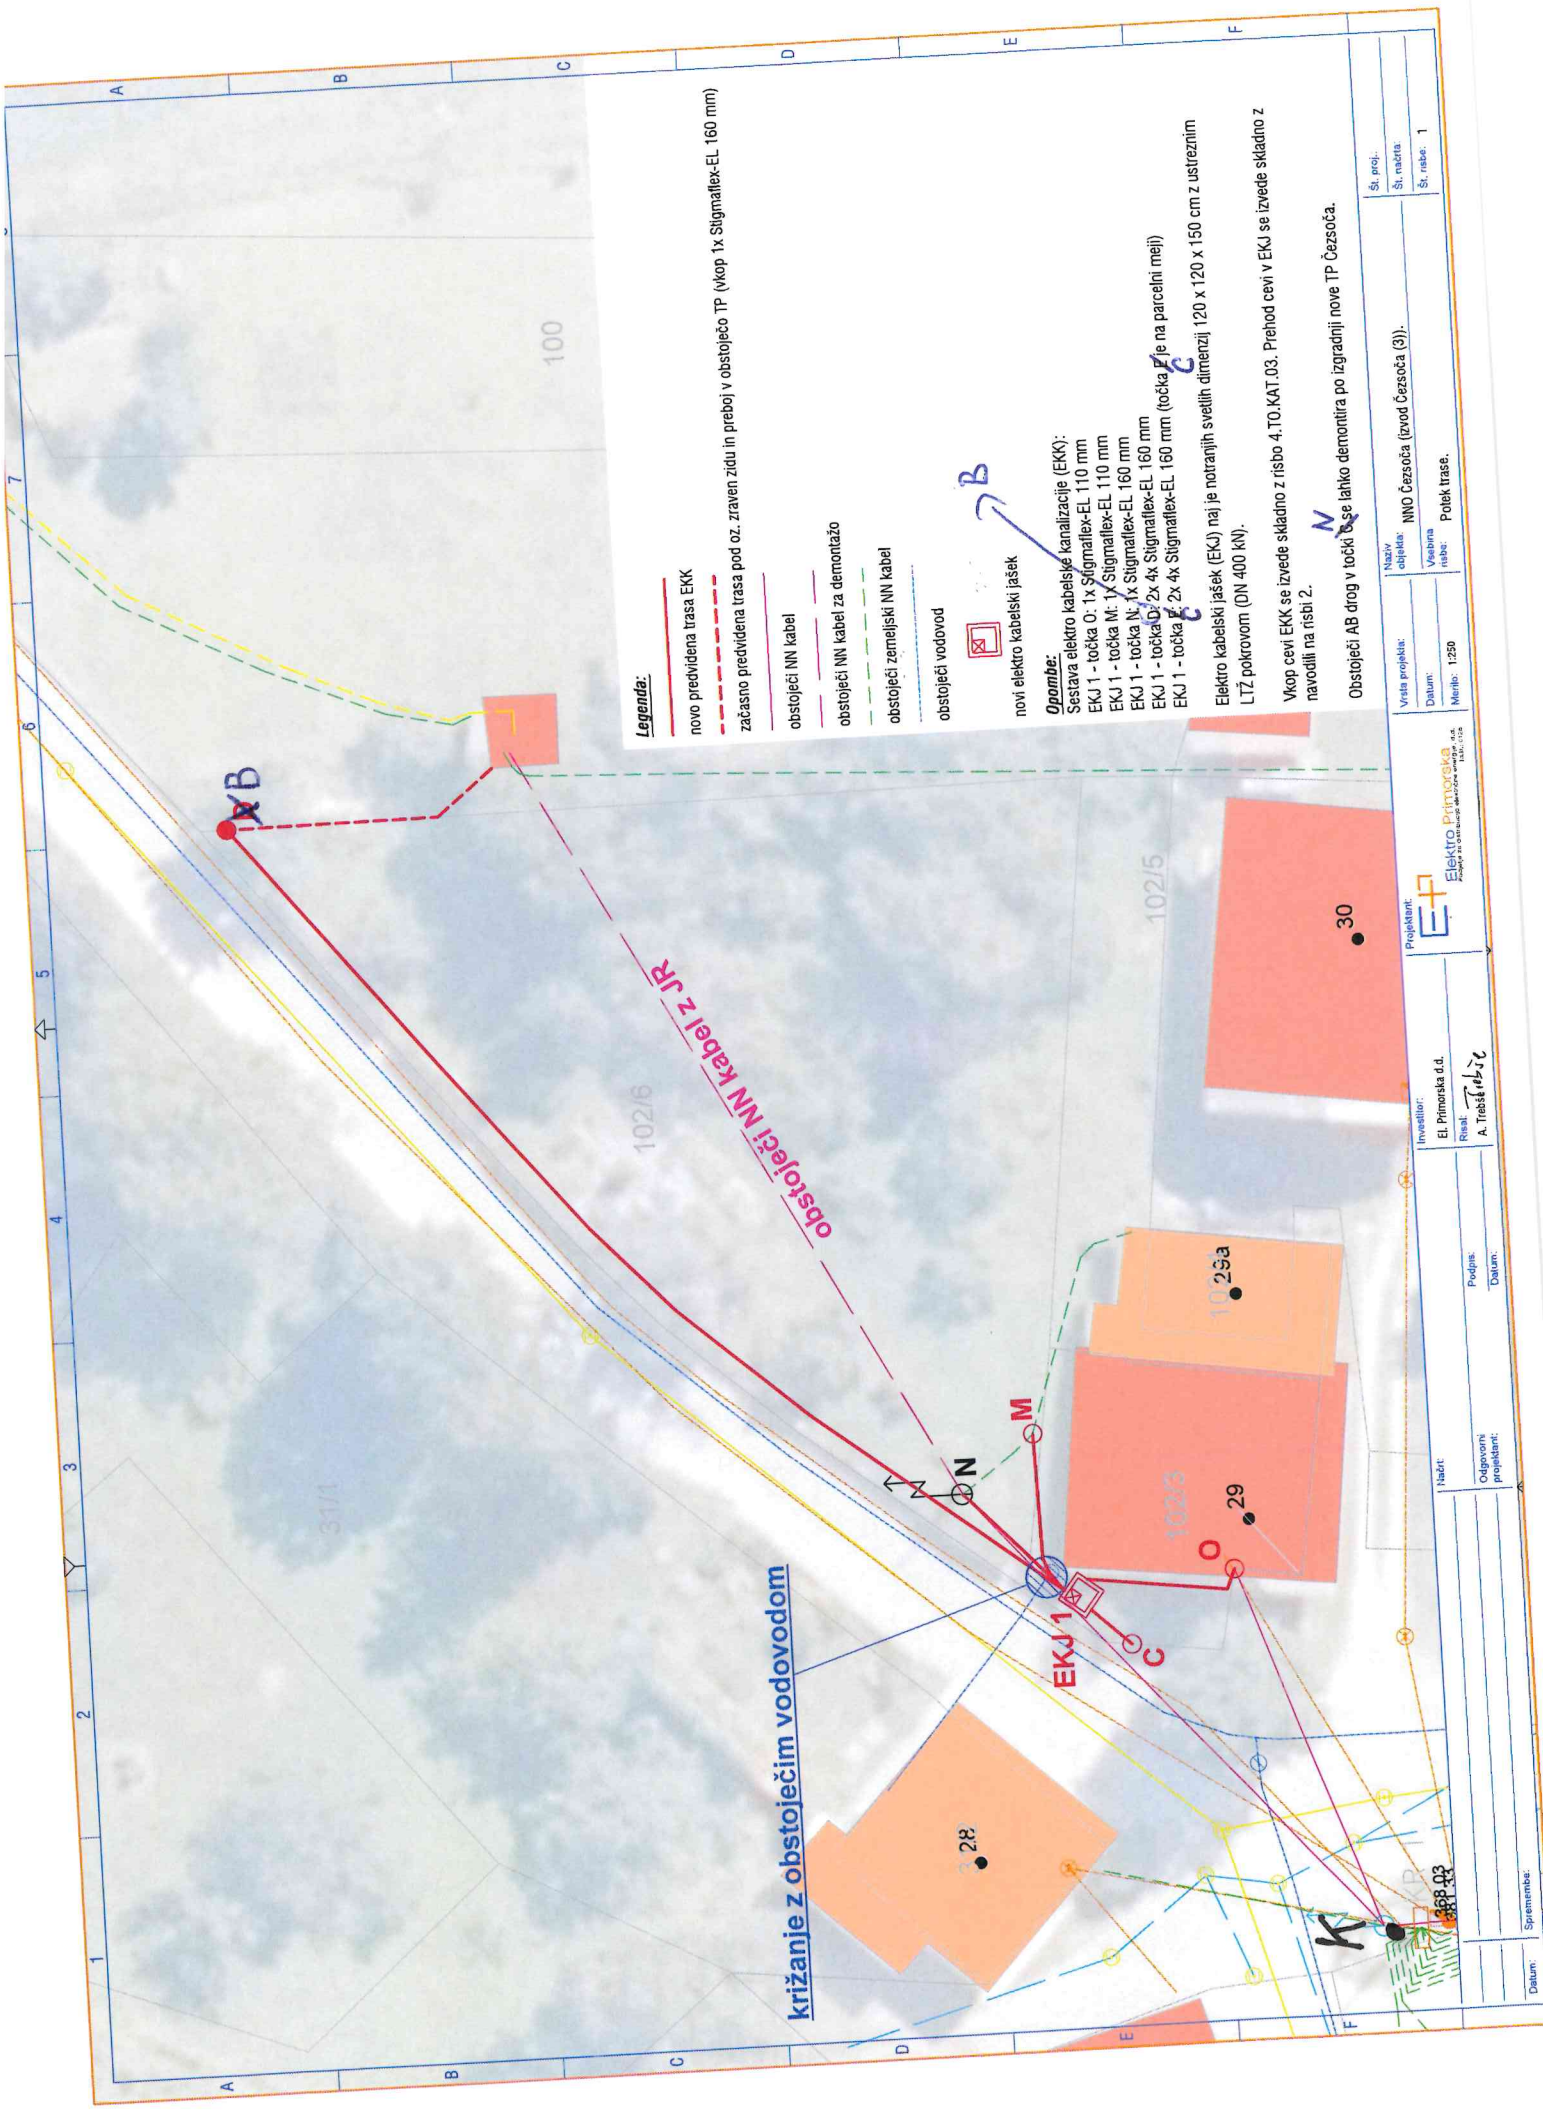 1
2
3
4
5
6
7
A
B
C
D
E
F
A
B
C
D
E
F
B
100
102/6
31/1
102/5
102/3
30
29a
29
28
obstoječi NN kabel z JR
križanje z obstoječim vodovodom
EKJ 1
N
M
O
C
K
368.03
Legenda:
novo predvidena trasa EKK
začasno predvidena trasa pod oz. zraven zidu in preboj v obstoječo TP (vkop 1x Stigmaflex-EL 160 mm)
obstoječi NN kabel
obstoječi NN kabel za demontažo
obstoječi zemeljski NN kabel
obstoječi vodovod
novi elektro kabelski jašek
B
Opombe:
Sestava elektro kabelske kanalizacije (EKK):
EKJ 1 - točka O: 1x Stigmaflex-EL 110 mm
EKJ 1 - točka M: 1x Stigmaflex-EL 110 mm
EKJ 1 - točka N: 1x Stigmaflex-EL 160 mm
EKJ 1 - točka D: 2x 4x Stigmaflex-EL 160 mm
EKJ 1 - točka E: 2x 4x Stigmaflex-EL 160 mm (točka E je na parcelni meji)
C
C
Elektro kabelski jašek (EKJ) naj je notranjih svetlih dimenzij 120 x 120 x 150 cm z ustreznim
LTŽ pokrovom (DN 400 kN).
Vkop cevi EKK se izvede skladno z risbo 4.TO.KAT.03. Prehod cevi v EKJ se izvede skladno z
navodili na risbi 2.
N
Obstoječi AB drog v točki se lahko demontira po izgradnji nove TP Čezsoča.
Datum:
Sprememba:
Načrt:
Odgovorni
projektant:
Podpis:
Datum:
Investitor:
El. Primorska d.d.
Risal:
A. Trebše
Projektant:
Elektro Primorska
Vrsta projekta:
Datum:
Merilo: 1:250
Naziv
objekta: NNO Čezsoča (izvod Čezsoča (3)).
Vsebina
risbe: Potek trase.
Št. proj.:
Št. načrta:
Št. risbe: 1